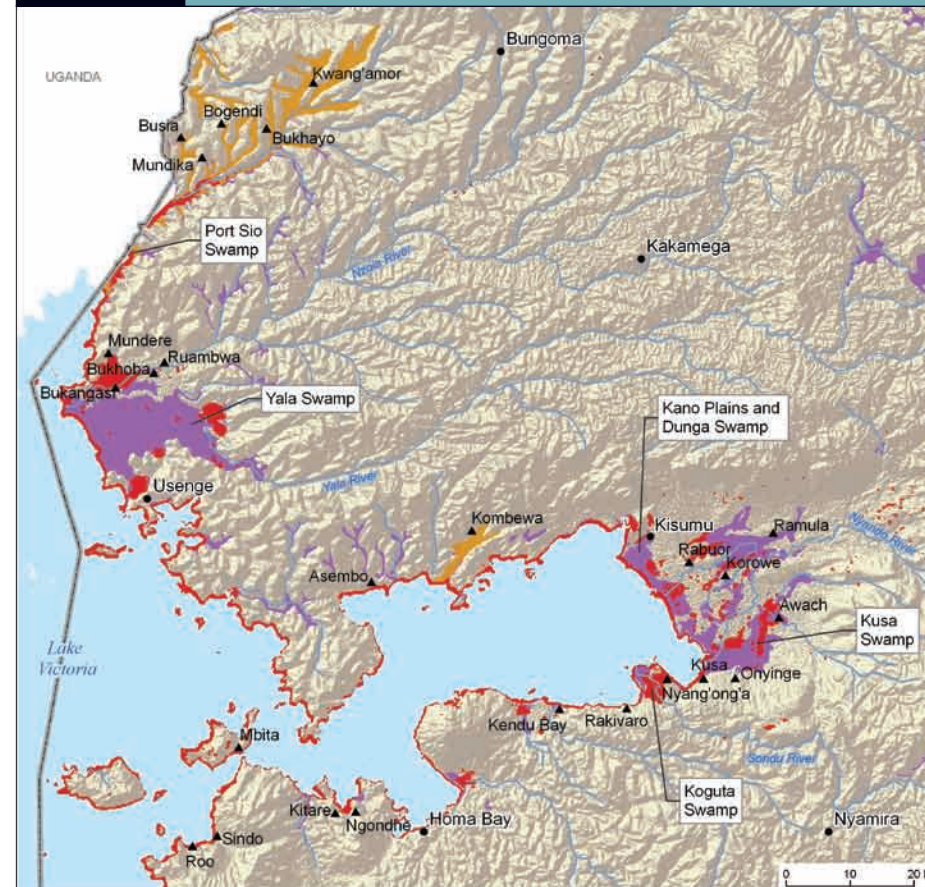 Bungoma
UGANDA
Kwang'amor
Bogendi
Busia
Bukhayo
Mundika
Port Sio
Swamp
Kakamega
Nzoia River
Mundere
Ruambwa
Bukhoba
Bukangasi
Yala Swamp
Kano Plains and
Dunga Swamp
Yala River
Usenge
Kombewa
Kisumu
Ramula
Nyando River
Rabuor
Korowe
Asembo
Awach
Kusa
Swamp
Lake
Victoria
Kusa
Onyinge
Nyang'ong'a
Kendu Bay
Rakivaro
Mbita
Sondu River
Koguta
Swamp
Kitare
Ngondhe
Homa Bay
Nyamira
Sindo
Roo
0 10 20